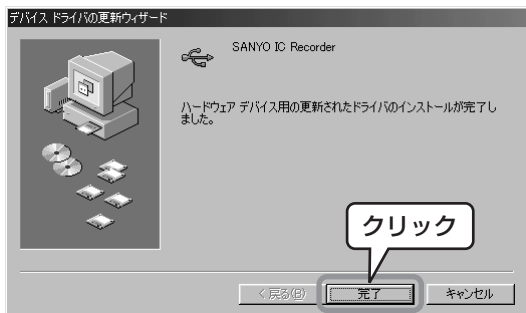 デバイス ドライバの更新ウィザード
SANYO IC Recorder
ハードウェア デバイス用の更新されたドライバのインストールが完了し
ました。
クリック
< 戻る(B)
完了
キャンセル